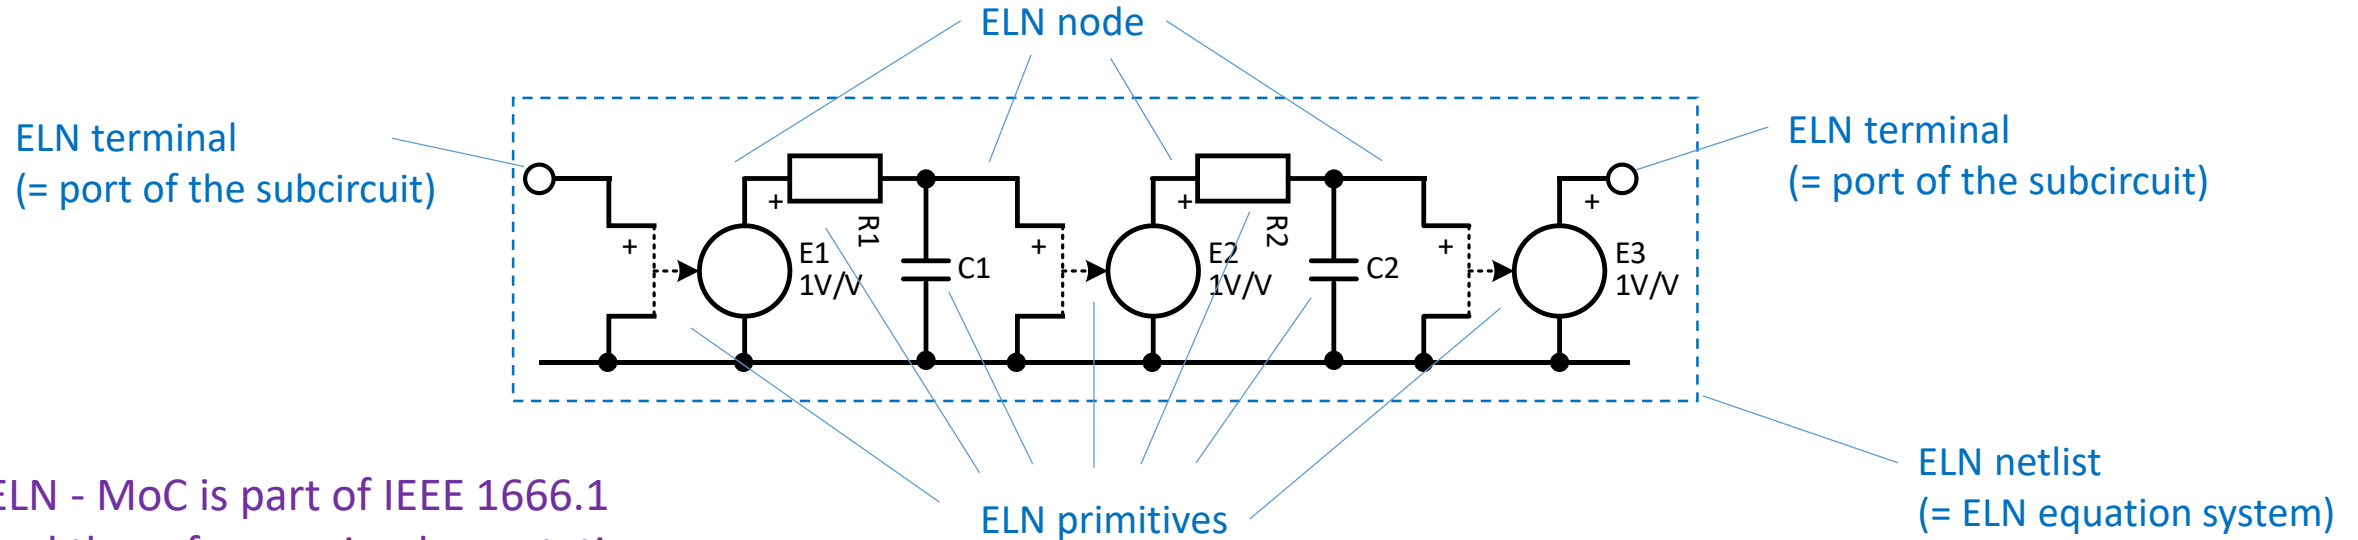 ELN node
ELN terminal
(= port of the subcircuit)
ELN terminal
(= port of the subcircuit)
+
+
+
+
+
+
R1
R2
E1
1V/V
C1
E2
1V/V
C2
E3
1V/V
ELN netlist
(= ELN equation system)
ELN primitives
ELN - MoC is part of IEEE 1666.1